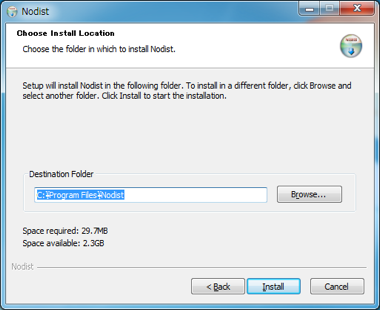 Nodist
Choose Install Location
Choose the folder in which to install Nodist.
Setup will install Nodist in the following folder. To install in a different folder, click Browse and
select another folder. Click Install to start the installation.
Destination Folder
C:¥Program Files¥Nodist
Browse...
Space required: 29.7MB
Space available: 2.3GB
Nodist
< Back
Install
Cancel